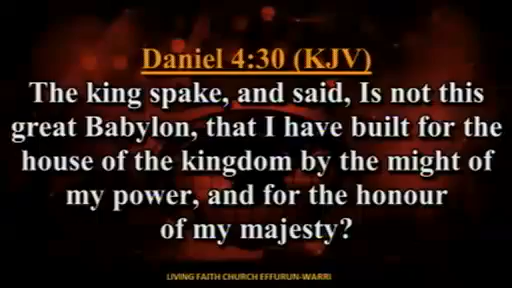 Daniel 4:30 (KJV)
The king spake, and said, Is not this
great Babylon, that I have built for the
house of the kingdom by the might of
my power, and for the honour
of my majesty?
LIVING FAITH CHURCH EFFURUN-WARRI